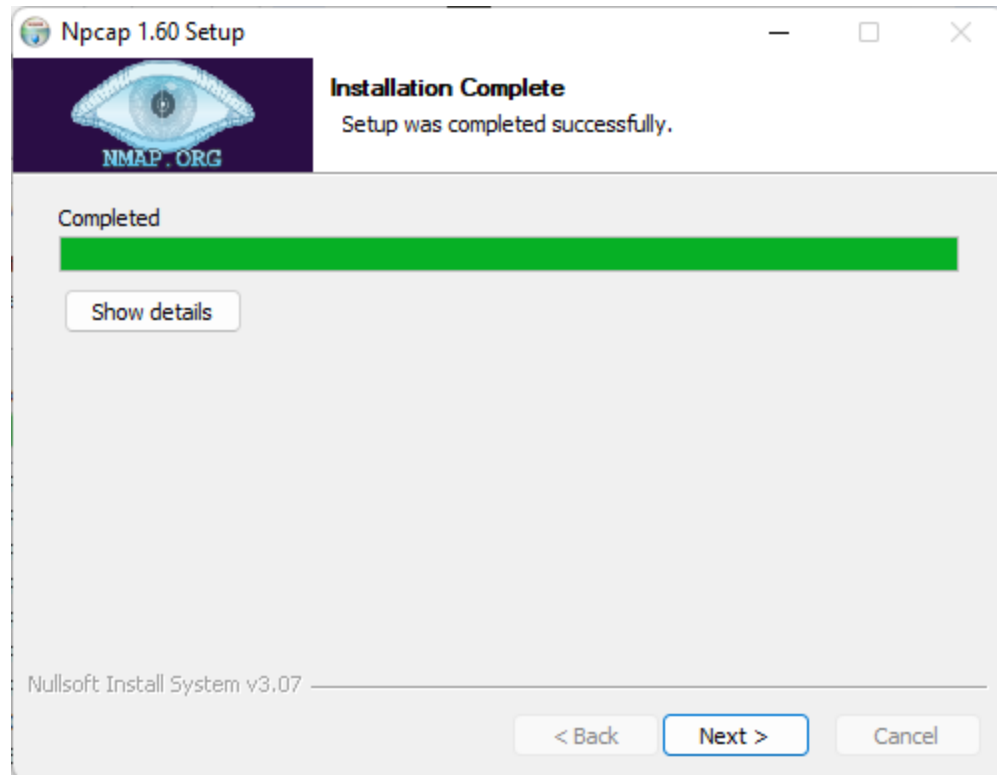 Npcap 1.60 Setup
NMAP.ORG
Installation Complete
Setup was completed successfully.
Completed
Show details
Nullsoft Install System v3.07
< Back
Next >
Cancel